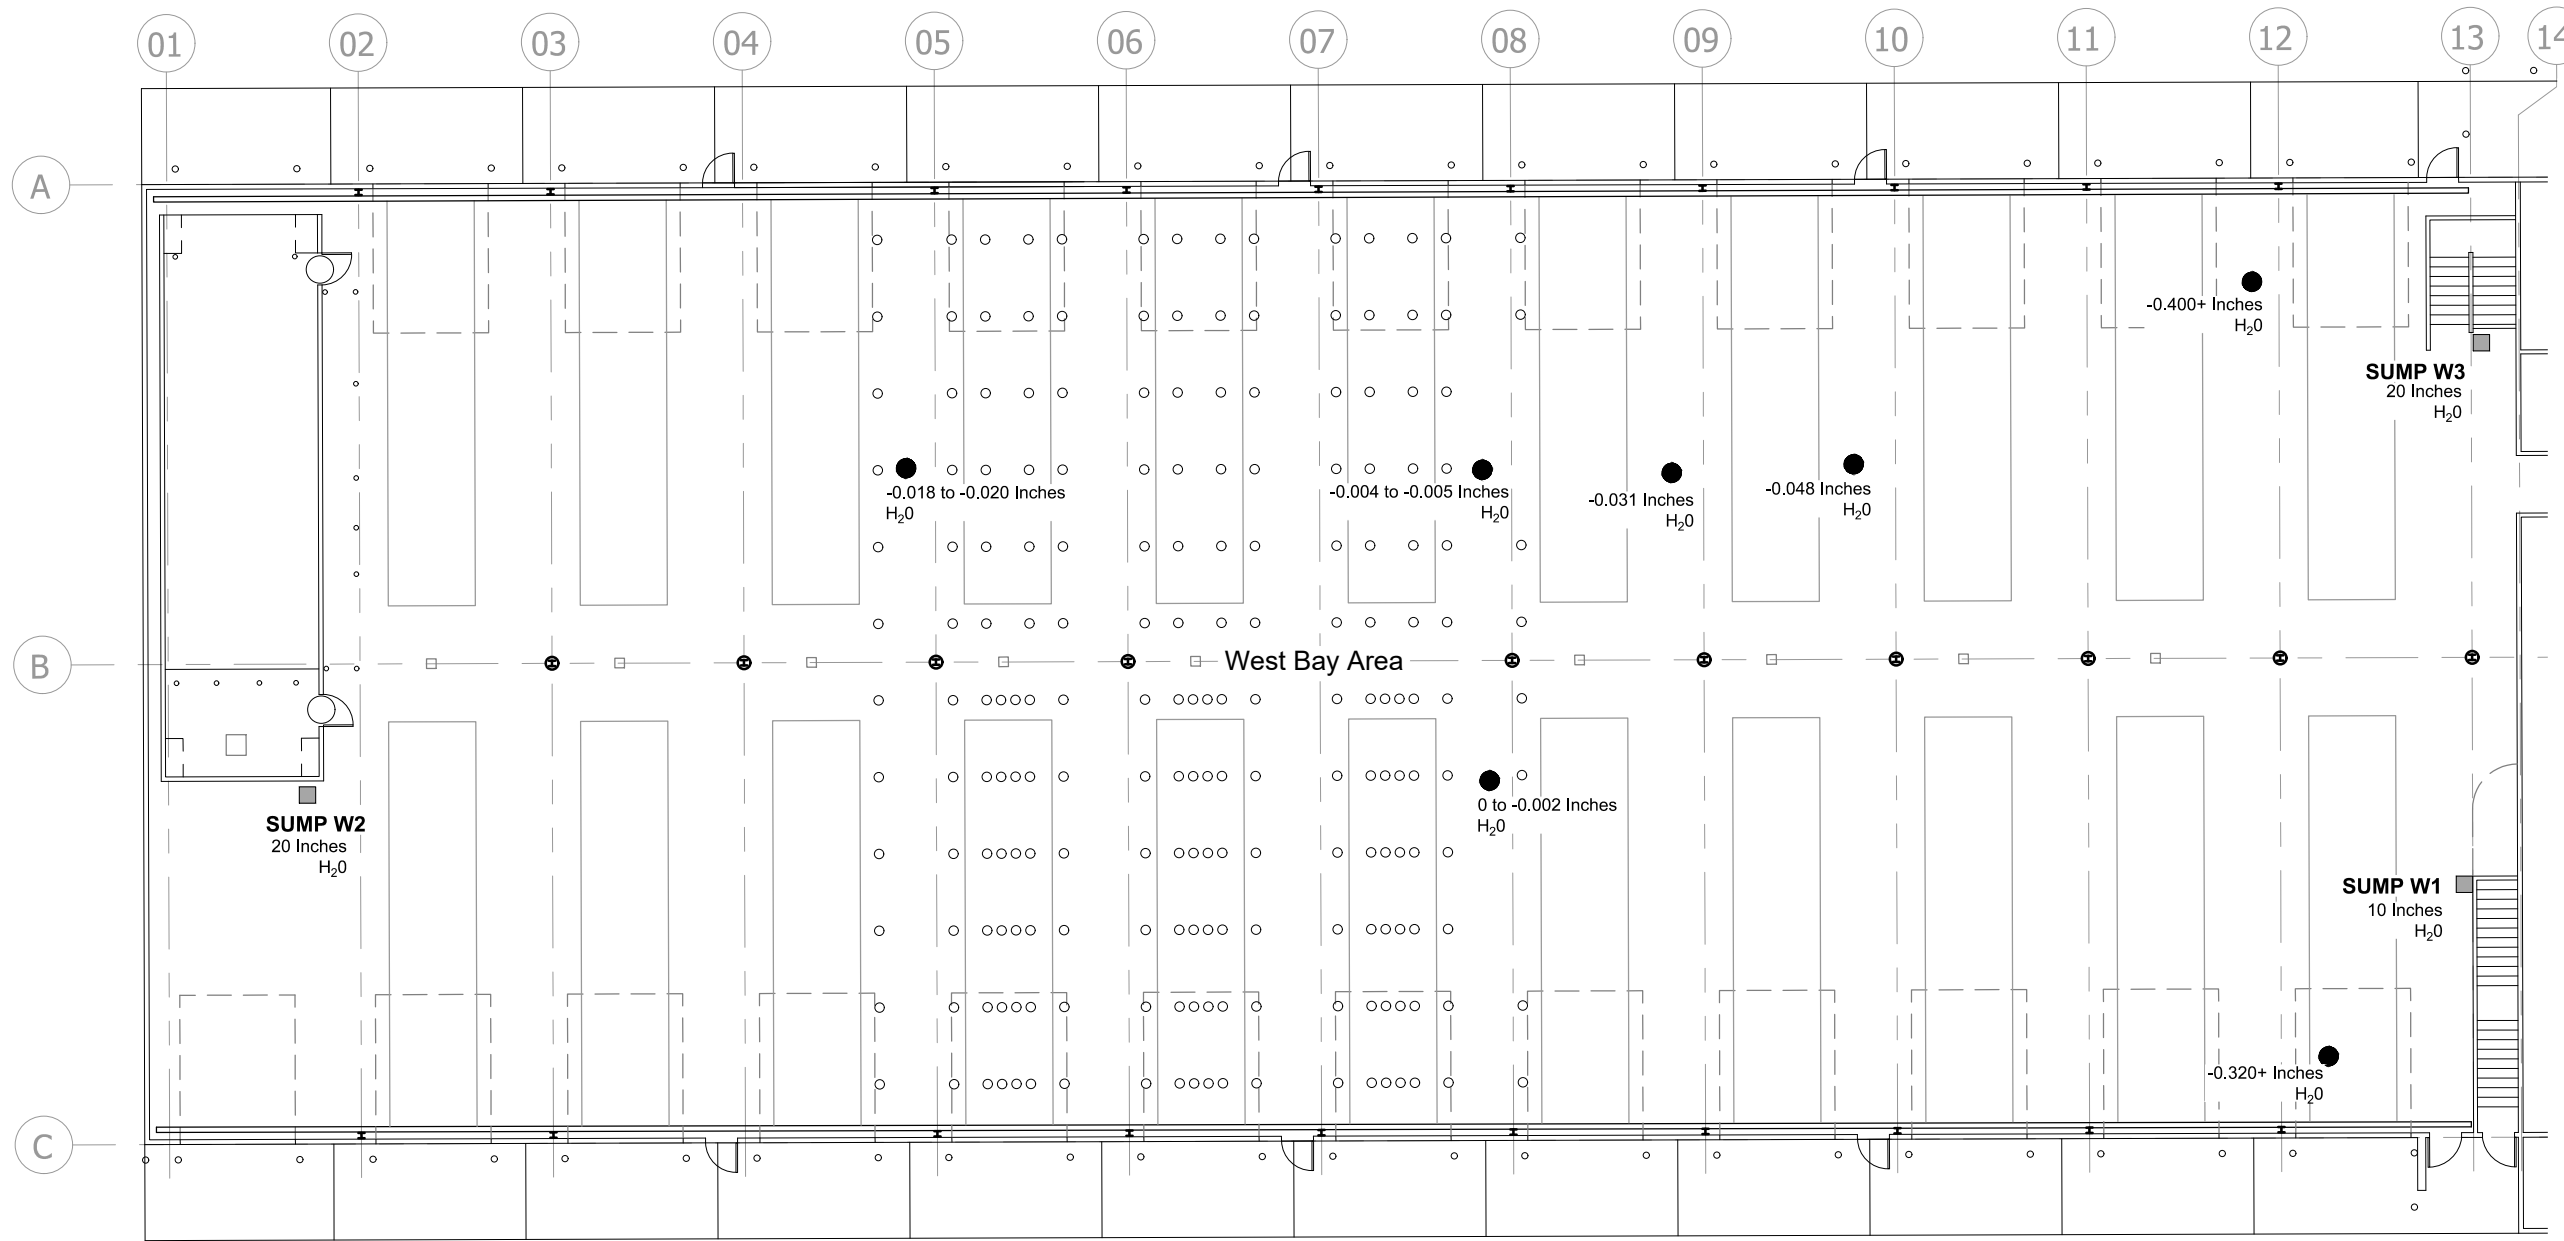 01
02
03
04
05
06
07
08
09
10
11
12
13
14
A
-0.400+ Inches
H₂0
SUMP W3
20 Inches
H₂0
-0.018 to -0.020 Inches
H₂0
-0.004 to -0.005 Inches
H₂0
-0.031 Inches
H₂0
-0.048 Inches
H₂0
B
West Bay Area
0 to -0.002 Inches
H₂0
SUMP W2
20 Inches
H₂0
SUMP W1
10 Inches
H₂0
-0.320+ Inches
H₂0
C